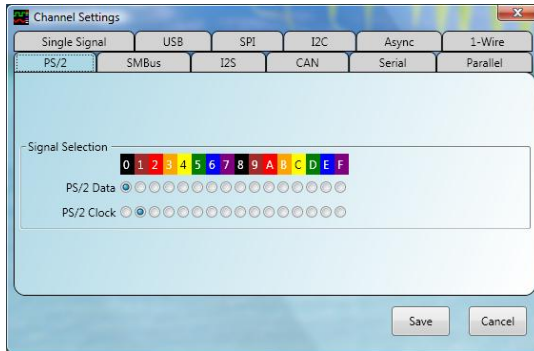 Channel Settings
Single Signal USB SPI I2C Async 1-Wire
PS/2 SMBus I2S CAN Serial Parallel
Signal Selection
0 1 2 3 4 5 6 7 8 9 A B C D E F
PS/2 Data
PS/2 Clock
Save Cancel